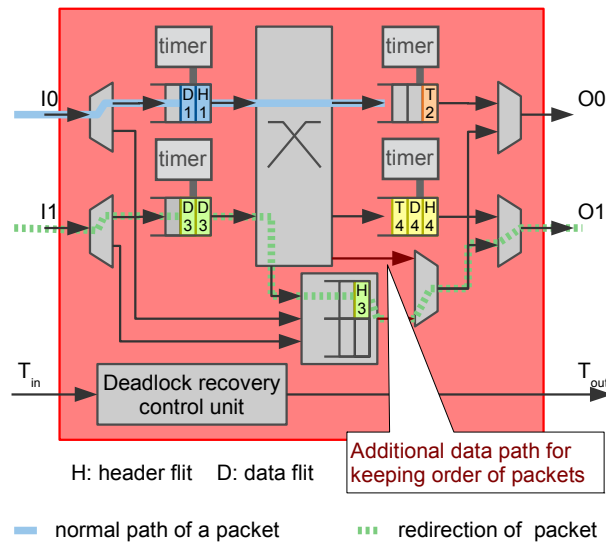 timer
timer
I0
D 1
H 1
T 2
O0
timer
timer
I1
D 3
D 3
T 4
D 4
H 4
O1
H 3
T in
Deadlock recovery
control unit
T out
Additional data path for
keeping order of packets
H: header flit D: data flit
normal path of a packet
redirection of packet